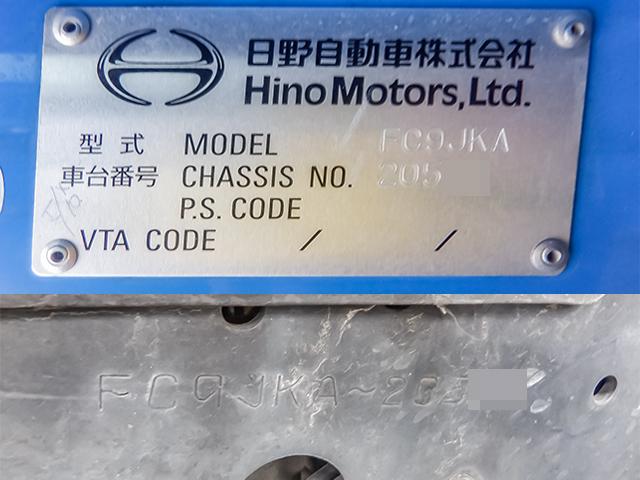 日野自動車株式会社
Hino Motors, Ltd.
型式 MODEL FC9JKA
車台番号 CHASSIS NO. 205
P.S. CODE
VTA CODE / /
FC9JKA~205